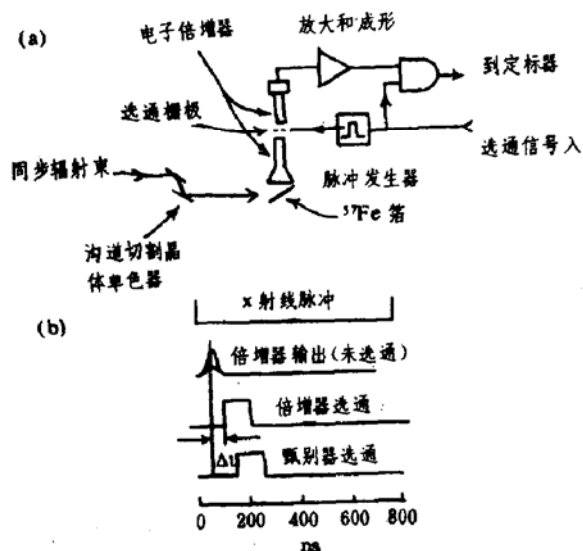 (a)
电子倍增器
放大和成形
到定标器
选通栅极
选通信号入
同步辐射束
脉冲发生器
⁵⁷Fe 箔
沟道切割晶
体单色器
(b)
x 射线脉冲
倍增器输出(未选通)
倍增器选通
Δt
甄别器选通
0 200 400 600 800
ns